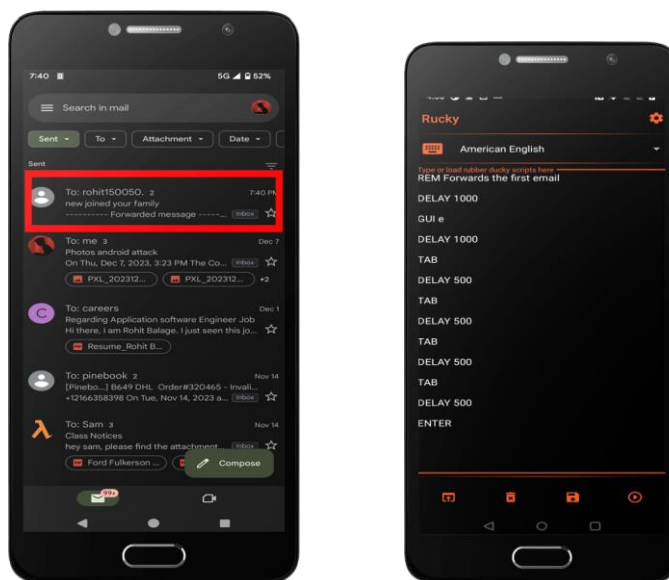 7:40
5G
52%
Search in mail
Sent
To
Attachment
Date
Sent
To: rohit150050. 2
7:40 PM
new joined your family
---------- Forwarded message -----...
Inbox
To: me 3
Dec 7
Photos android attack
On Thu, Dec 7, 2023, 3:23 PM The Co...
Inbox
PXL_202312...
PXL_202312...
+2
To: careers
Dec 1
Regarding Application software Engineer Job
Hi there, I am Rohit Balage. I just seen this jo...
Resume_Rohit B...
To: pinebook 2
Nov 14
[Pinebo...] B649 DHL Order#320465 - Invali...
+12166358398 On Tue, Nov 14, 2023 a...
Inbox
To: Sam 3
Nov 14
Class Notices
hey sam, please find the attachment
Inbox
Ford Fulkerson ...
Compose
99+
Rucky
American English
Type or load rubber ducky scripts here
REM Forwards the first email
DELAY 1000
GUI e
DELAY 1000
TAB
DELAY 500
TAB
DELAY 500
TAB
DELAY 500
TAB
DELAY 500
ENTER